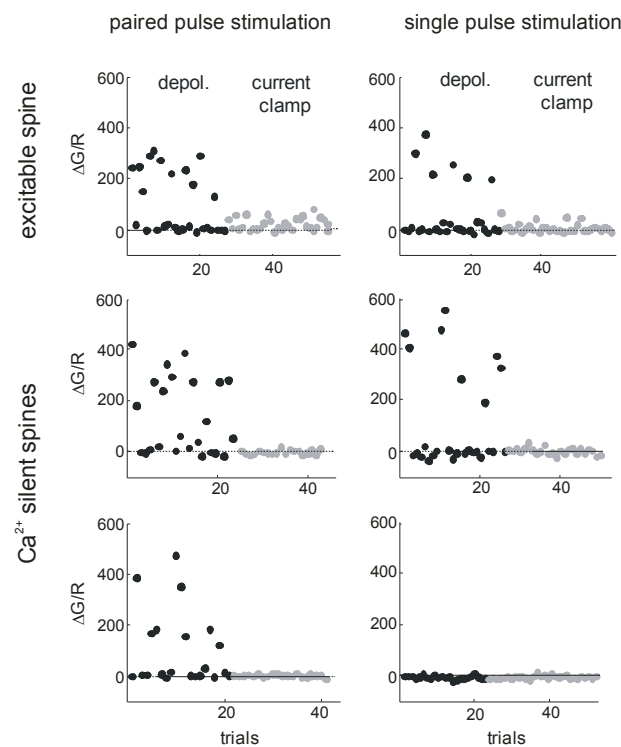 paired pulse stimulation
single pulse stimulation
excitable spine
Ca²⁺ silent spines
ΔG/R
600
400
200
0
depol.
current
clamp
20
40
600
400
200
0
depol.
current
clamp
20
40
ΔG/R
600
400
200
0
20
40
600
400
200
0
20
40
ΔG/R
600
400
200
0
20
40
trials
600
400
200
0
20
40
trials